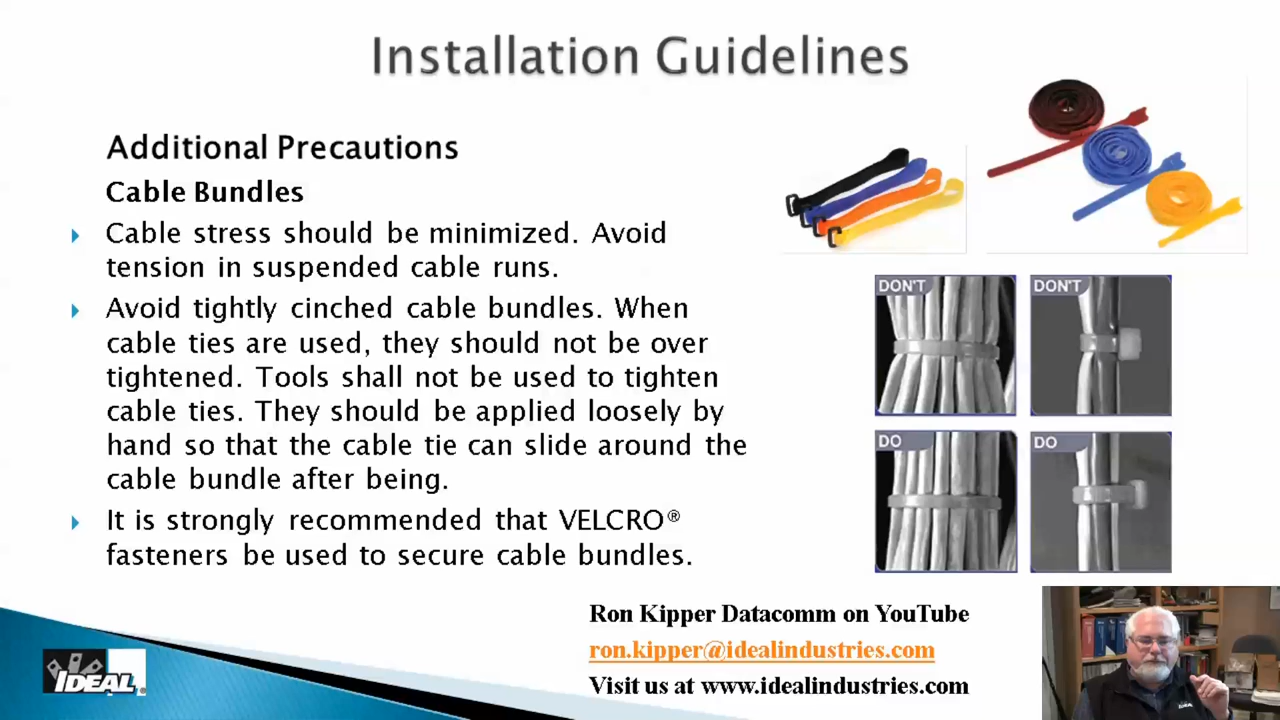 Installation Guidelines
Additional Precautions
Cable Bundles
Cable stress should be minimized. Avoid
tension in suspended cable runs.
Avoid tightly cinched cable bundles. When
cable ties are used, they should not be over
tightened. Tools shall not be used to tighten
cable ties. They should be applied loosely by
hand so that the cable tie can slide around the
cable bundle after being.
It is strongly recommended that VELCRO®
fasteners be used to secure cable bundles.
DON'T
DON'T
DO
DO
Ron Kipper Datacomm on YouTube
ron.kipper@idealindustries.com
Visit us at www.idealindustries.com
IDEAL®
IDEAL